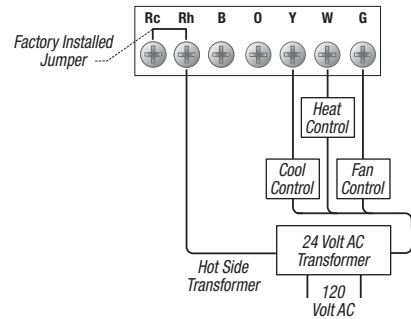 Rc Rh B O Y W G
Factory Installed
Jumper
Heat
Control
Cool
Control
Fan
Control
24 Volt AC
Transformer
Hot Side
Transformer
120
Volt AC